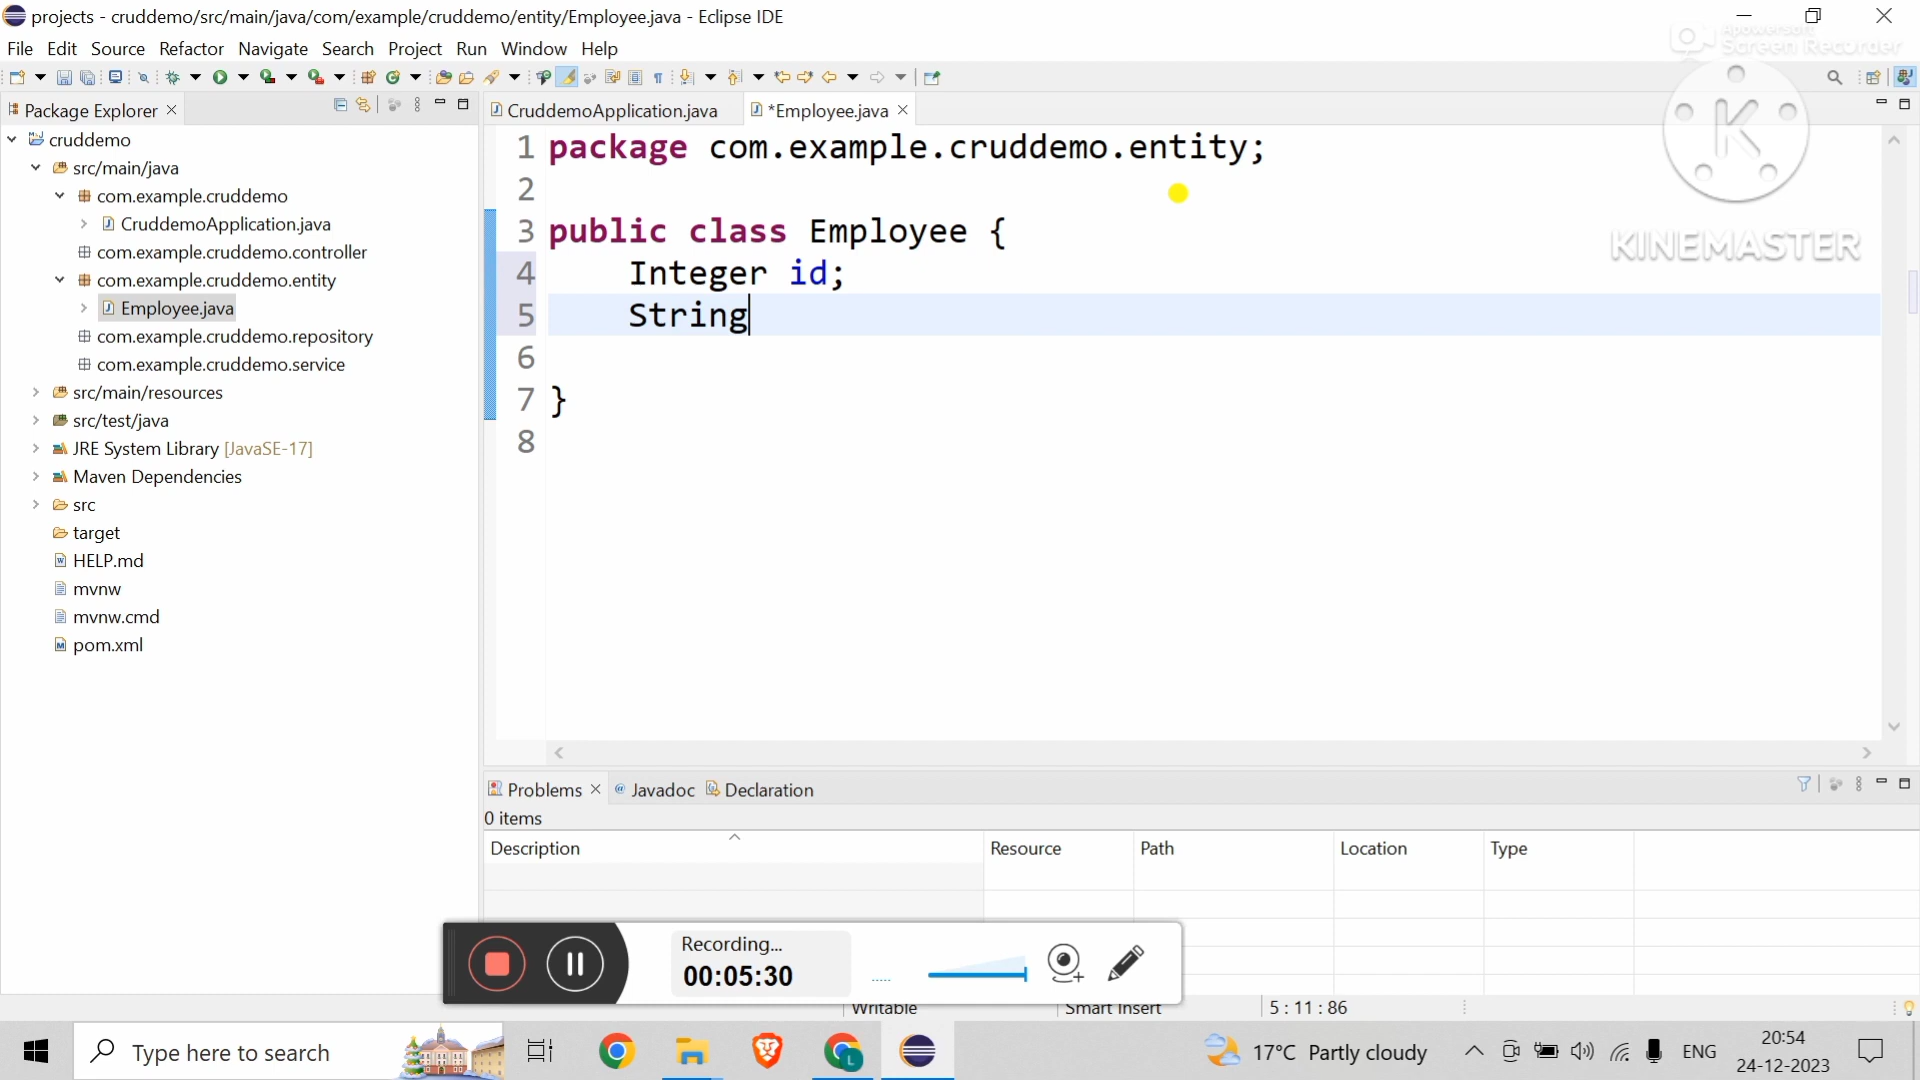 projects - cruddemo/src/main/java/com/example/cruddemo/entity/Employee.java - Eclipse IDE
Apowersoft
Screen Recorder
File Edit Source Refactor Navigate Search Project Run Window Help
Package Explorer
CruddemoApplication.java
*Employee.java
cruddemo
src/main/java
com.example.cruddemo
CruddemoApplication.java
com.example.cruddemo.controller
com.example.cruddemo.entity
Employee.java
com.example.cruddemo.repository
com.example.cruddemo.service
src/main/resources
src/test/java
JRE System Library [JavaSE-17]
Maven Dependencies
src
target
HELP.md
mvnw
mvnw.cmd
pom.xml
1 package com.example.cruddemo.entity;
2
3 public class Employee {
4 Integer id;
5 String
6
7 }
8
K
KINEMASTER
Problems @ Javadoc Declaration
0 items
Description Resource Path Location Type
Recording...
00:05:30
Writable Smart Insert 5 : 11 : 86
Type here to search
L
17°C Partly cloudy
ENG
20:54
24-12-2023